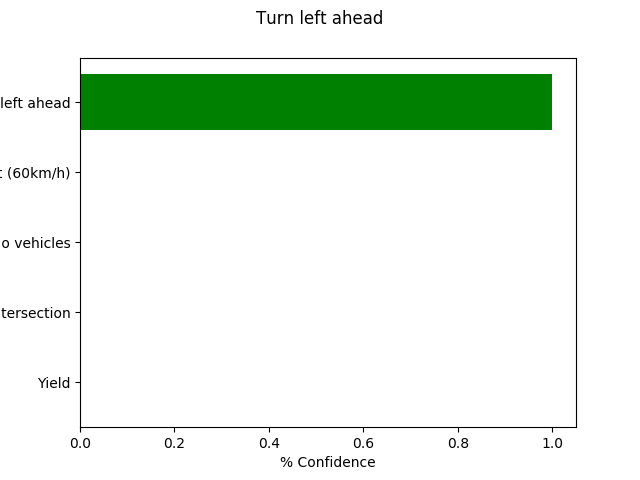 Turn left ahead
left ahead
(60km/h)
vehicles
Yield
0.0 0.2 0.4 0.6 0.8 1.0
% Confidence